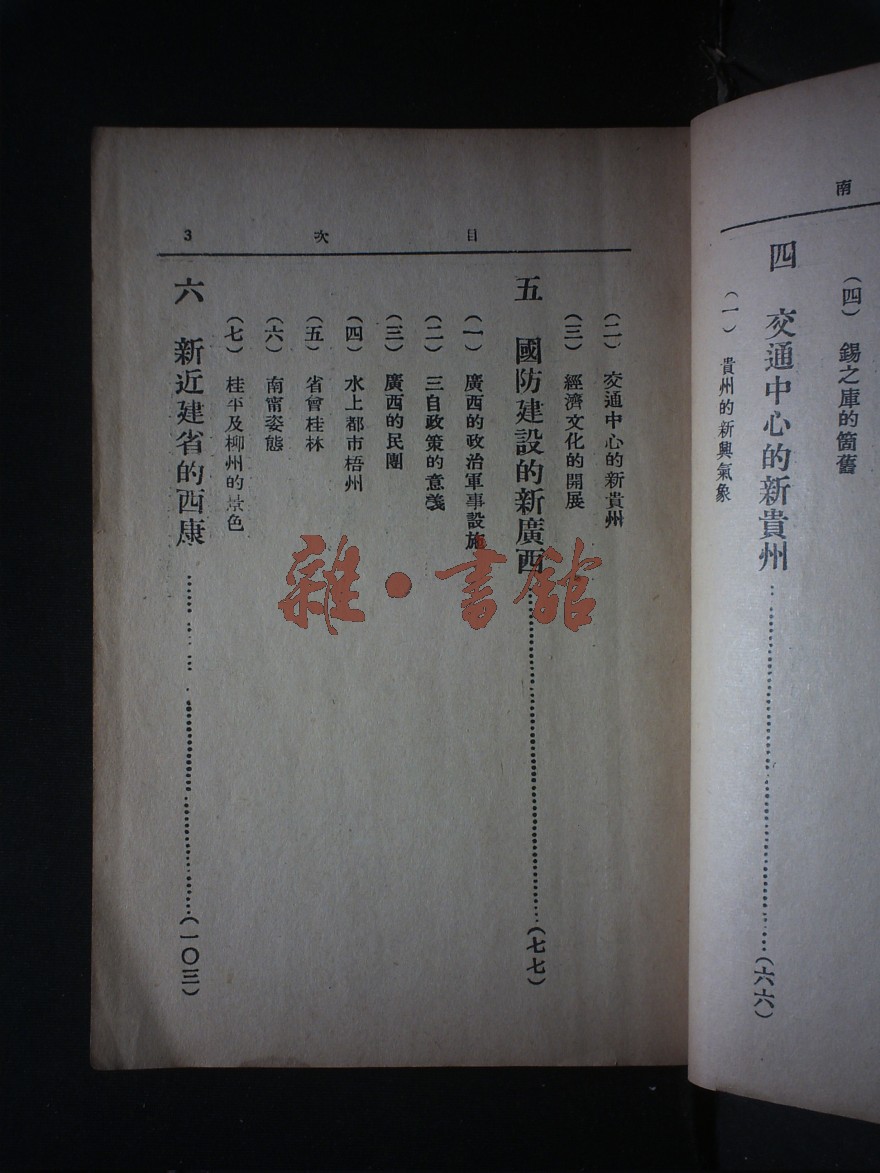 南
（四） 錫之庫的箇舊
四 交通中心的新貴州……（六六）
（一） 貴州的新興氣象
目 次 3
（二） 交通中心的新貴州
（三） 經濟文化的開展
五 國防建設的新廣西……（七七）
（一） 廣西的政治軍事設施
（二） 三自政策的意義
（三） 廣西的民團
（四） 水上都市梧州
（五） 省會桂林
（六） 南甯姿態
（七） 桂平及柳州的景色
六 新近建省的西康……（一〇三）
雜·書館